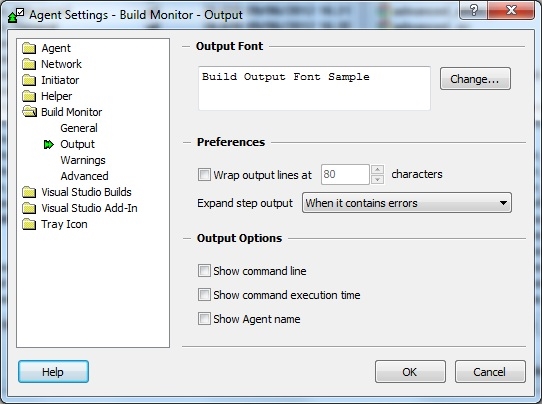 Agent Settings - Build Monitor - Output
Agent
Network
Initiator
Helper
Build Monitor
General
Output
Warnings
Advanced
Visual Studio Builds
Visual Studio Add-In
Tray Icon
Output Font
Build Output Font Sample
Change...
Preferences
Wrap output lines at 80 characters
Expand step output When it contains errors
Output Options
Show command line
Show command execution time
Show Agent name
Help
OK
Cancel